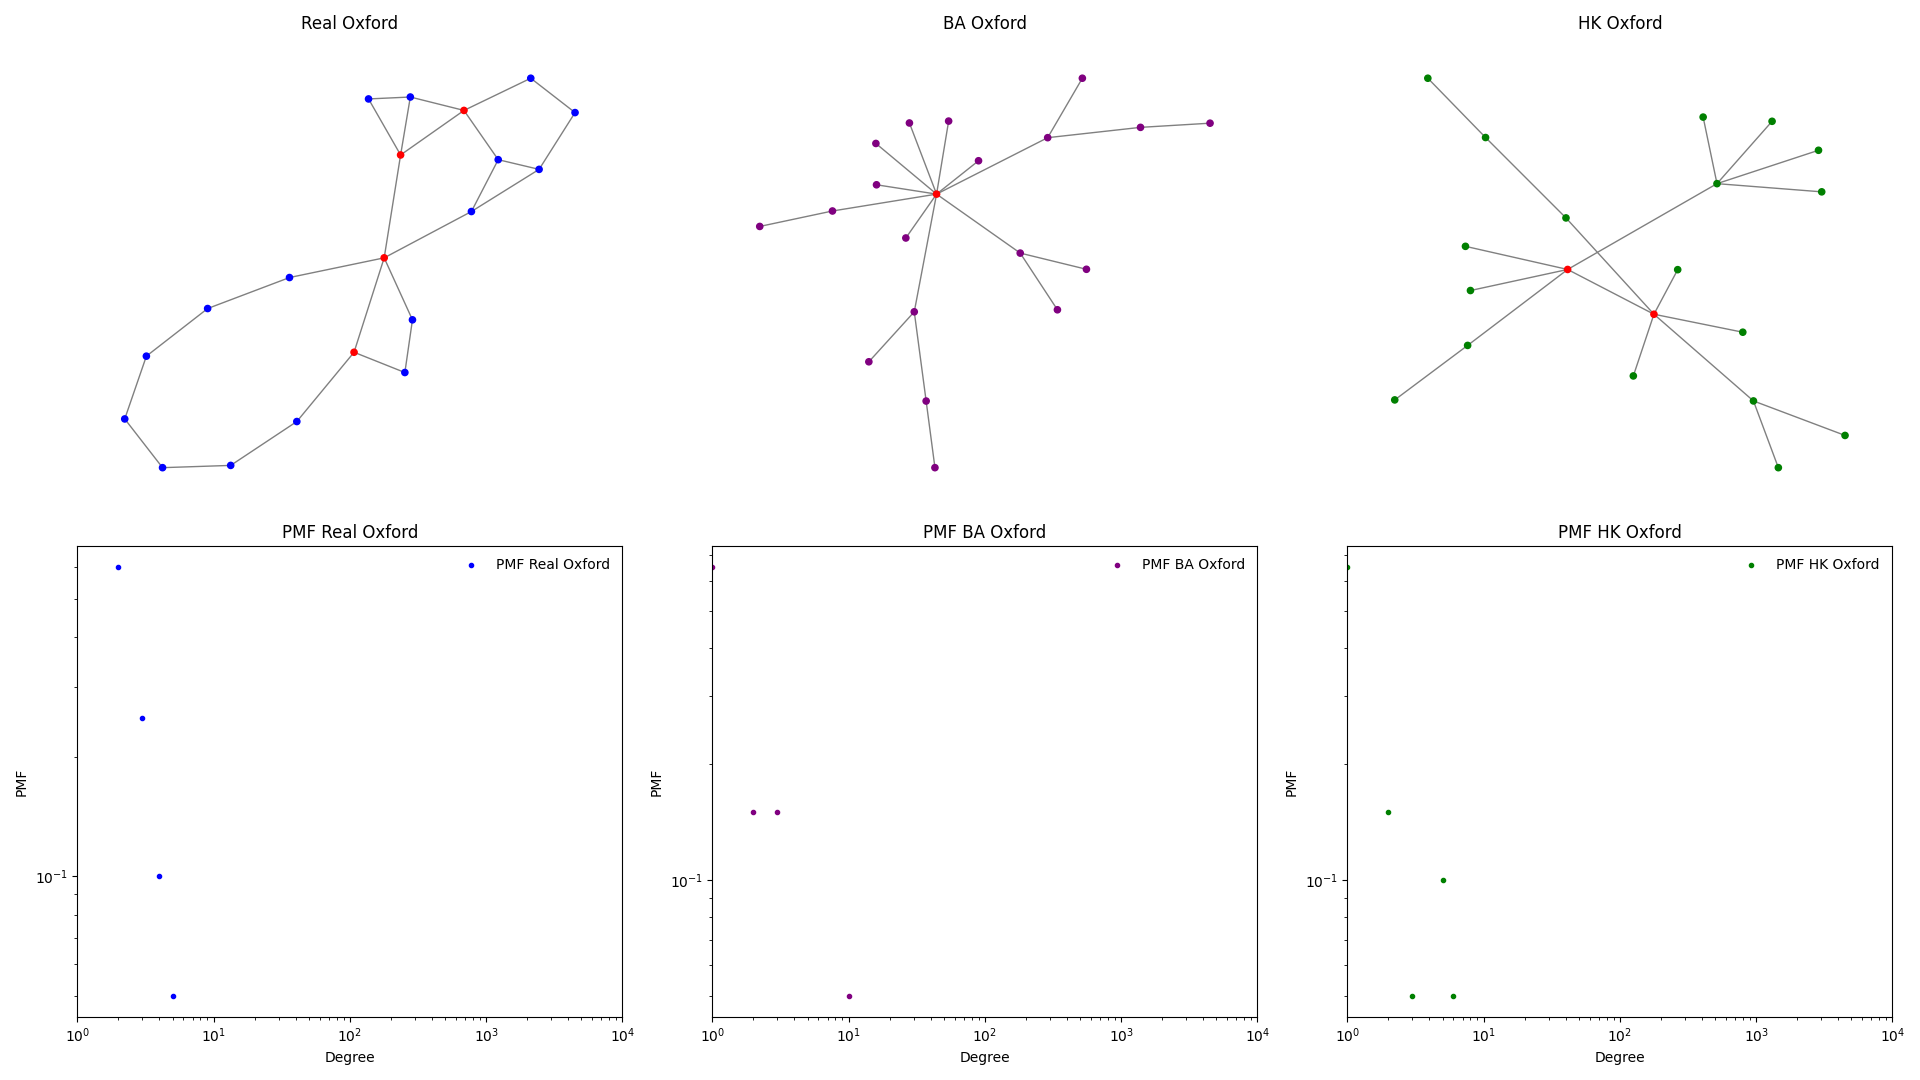 Real Oxford
BA Oxford
HK Oxford
PMF Real Oxford
PMF Real Oxford
PMF
10⁻¹
10⁰ 10¹ 10² 10³ 10⁴
Degree
PMF BA Oxford
PMF BA Oxford
PMF
10⁻¹
10⁰ 10¹ 10² 10³ 10⁴
Degree
PMF HK Oxford
PMF HK Oxford
PMF
10⁻¹
10⁰ 10¹ 10² 10³ 10⁴
Degree